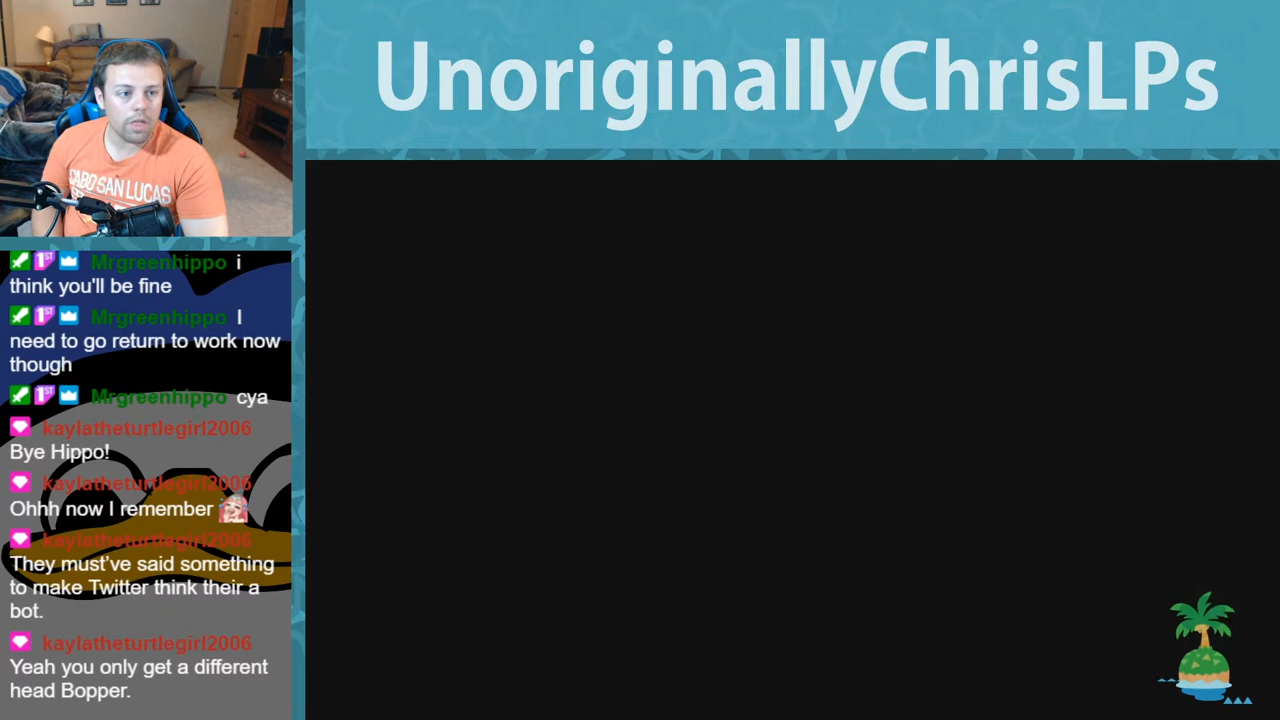 UnoriginallyChrisLPs
CABO SAN LUCAS
Mrgreenhippo i
think you'll be fine
Mrgreenhippo I
need to go return to work now
though
Mrgreenhippo cya
kaylatheturtlegirl2006
Bye Hippo!
kaylatheturtlegirl2006
Ohhh now I remember
kaylatheturtlegirl2006
They must've said something
to make Twitter think their a
bot.
kaylatheturtlegirl2006
Yeah you only get a different
head Bopper.